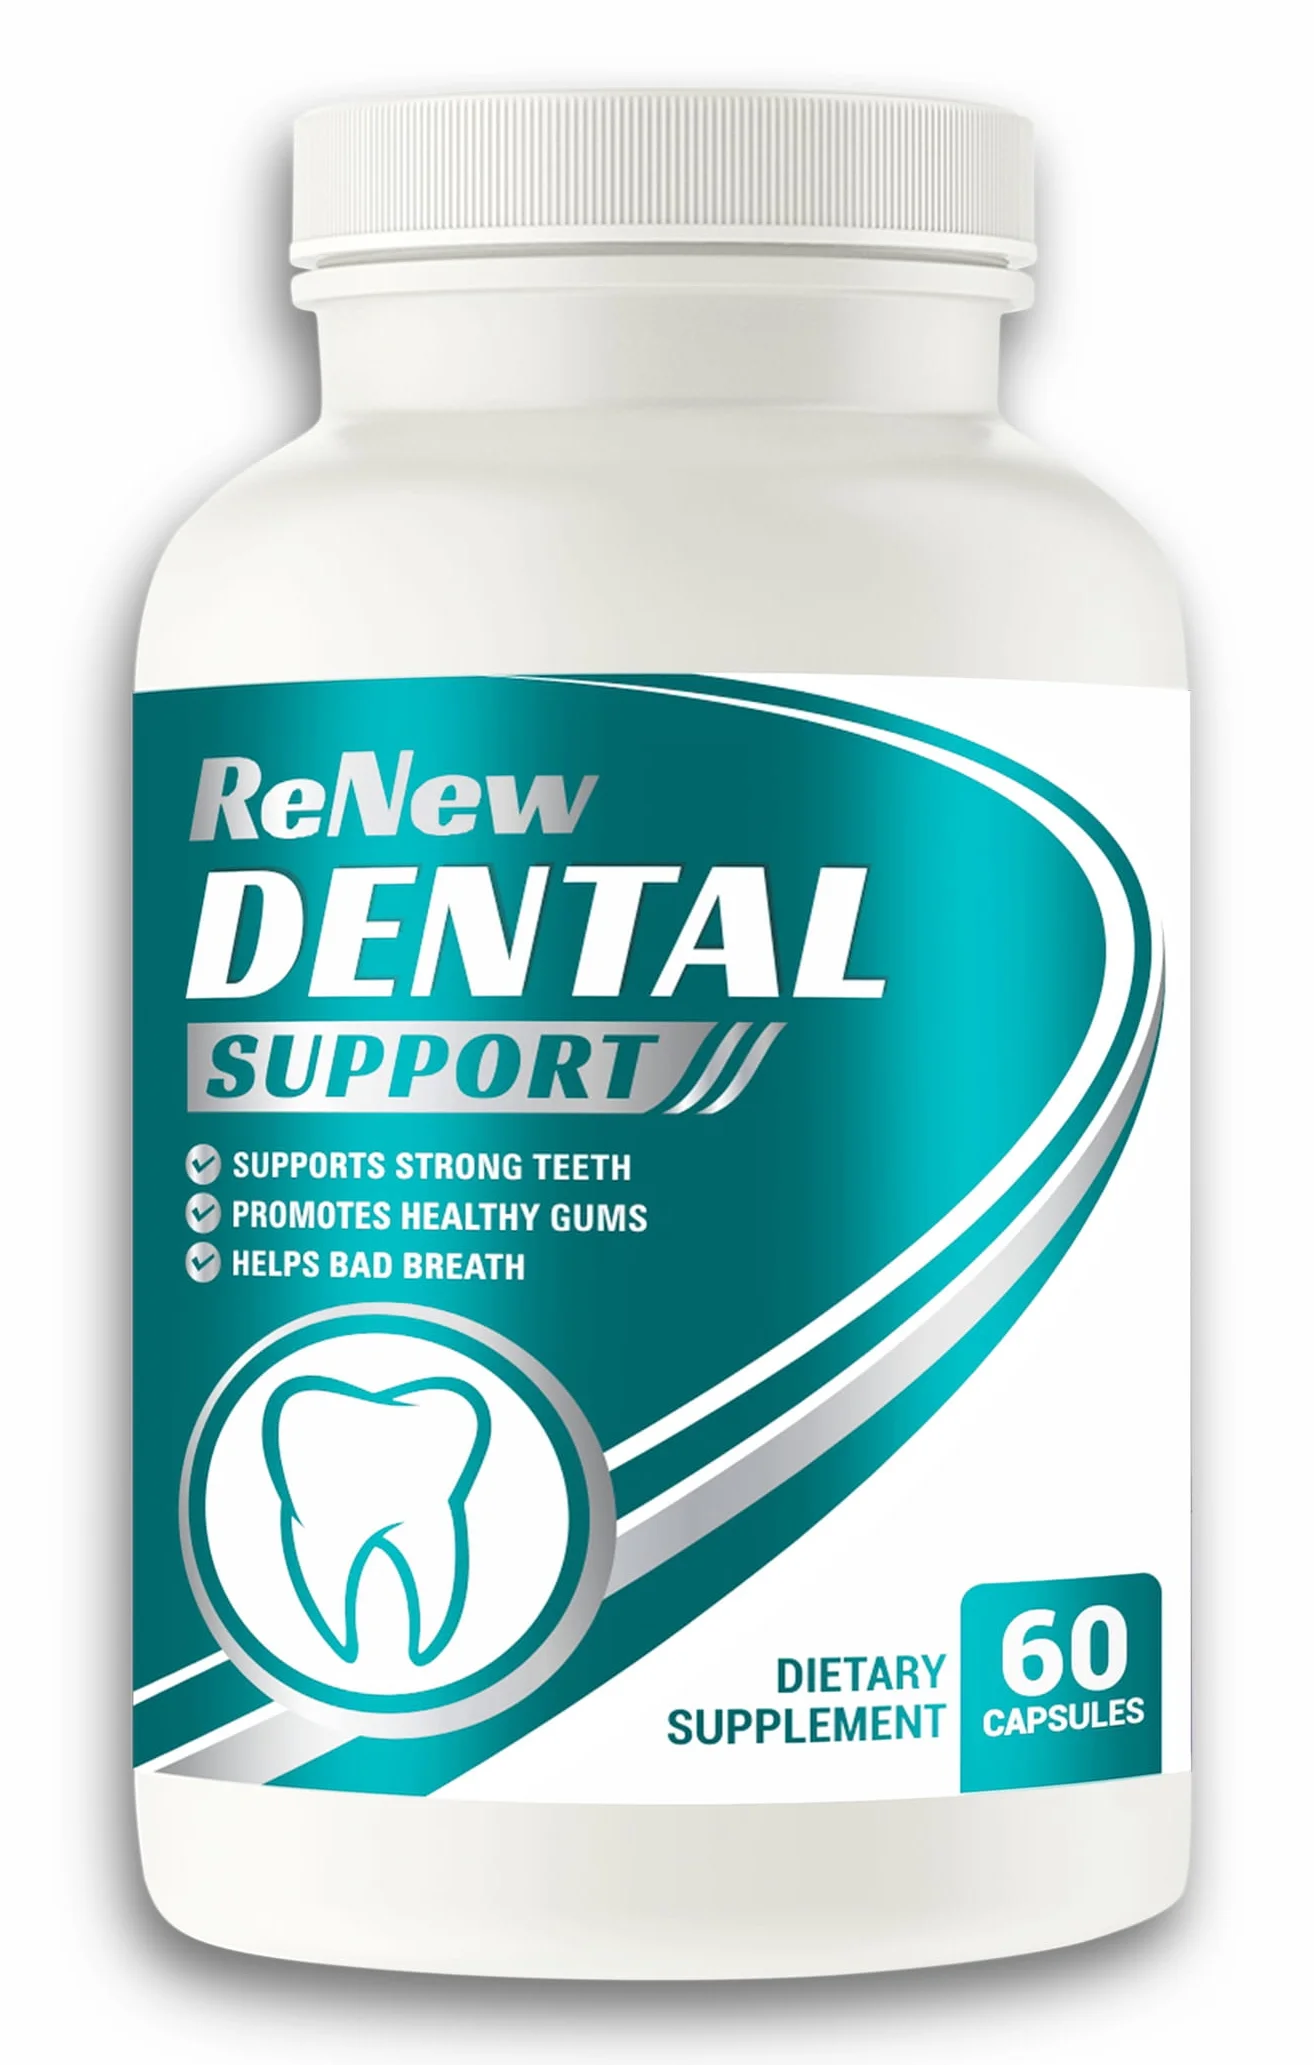 ReNew
DENTAL
SUPPORT
SUPPORTS STRONG TEETH
PROMOTES HEALTHY GUMS
HELPS BAD BREATH
DIETARY
SUPPLEMENT
60
CAPSULES